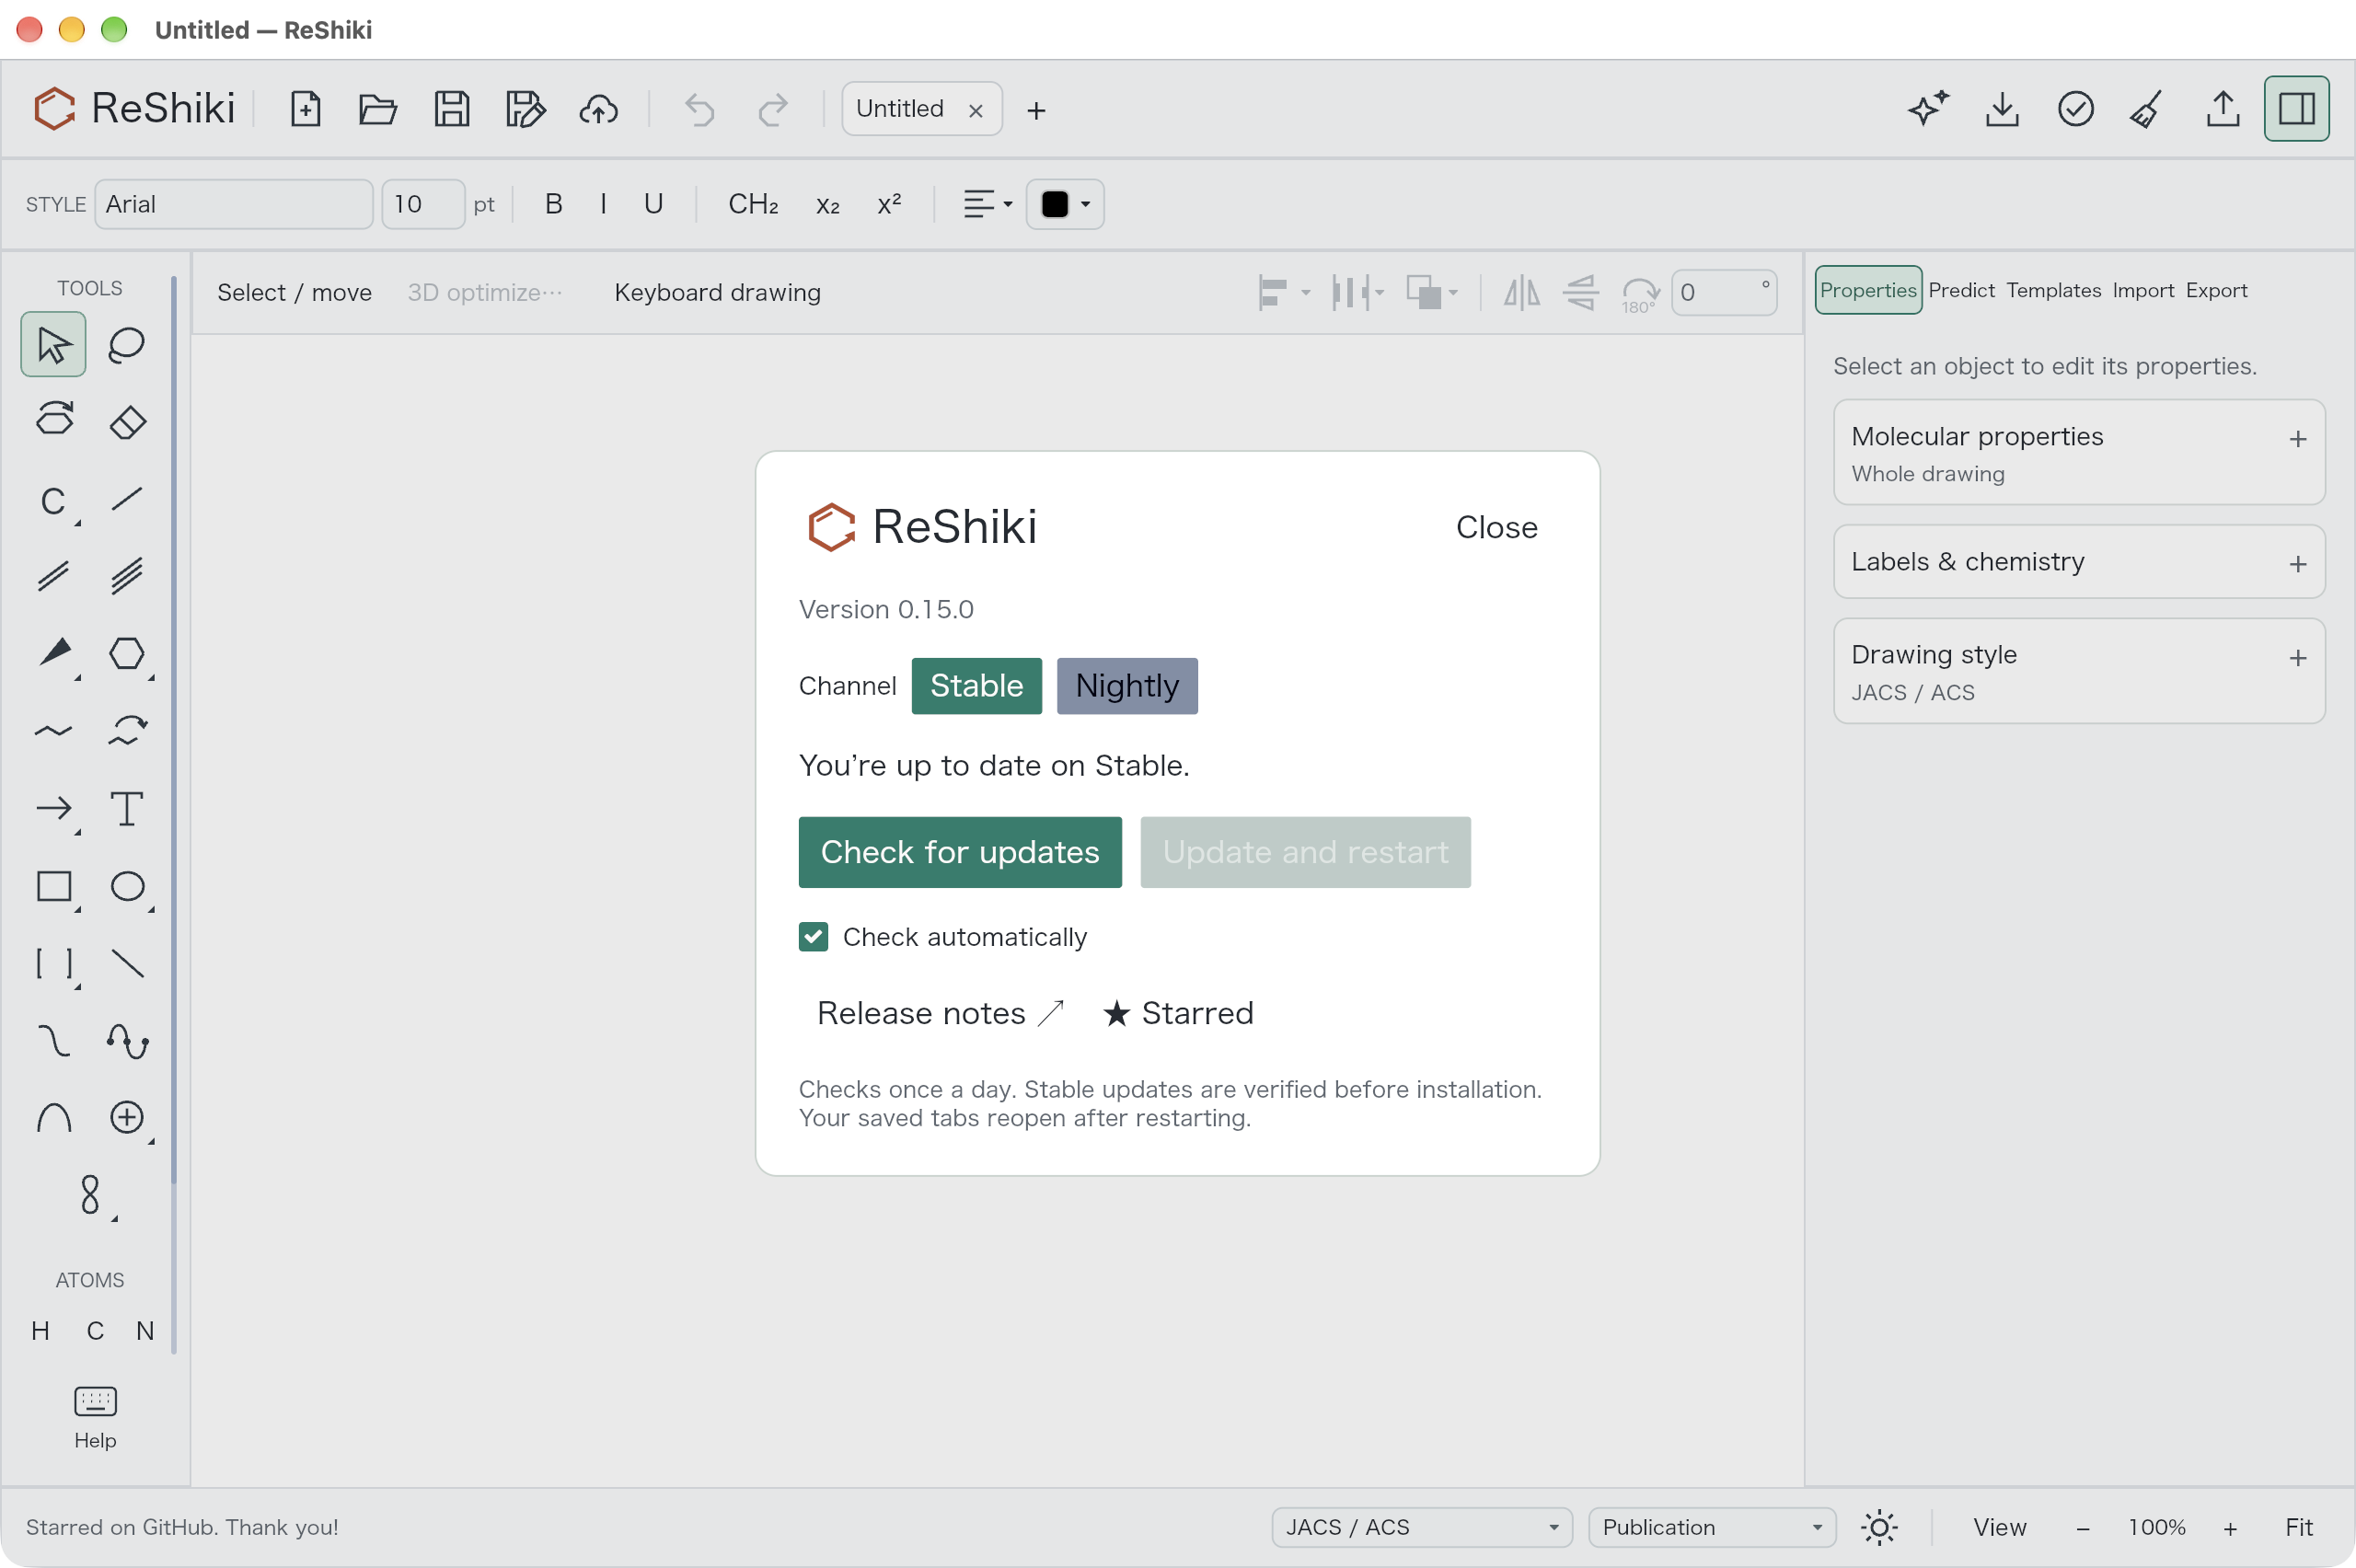 Untitled — ReShiki
ReShiki
Untitled × +
STYLE Arial 10 pt B I U CH₂ x₂ x² 
TOOLS
Select / move 3D optimize··· Keyboard drawing 180° 0 °
Properties Predict Templates Import Export
Select an object to edit its properties.
Molecular properties +
Whole drawing
Labels & chemistry +
Drawing style +
JACS / ACS
C
T
[ ]
ATOMS
H C N
Help
ReShiki Close
Version 0.15.0
Channel Stable Nightly
You’re up to date on Stable.
Check for updates Update and restart
Check automatically
Release notes ↗ ★ Starred
Checks once a day. Stable updates are verified before installation.
Your saved tabs reopen after restarting.
Starred on GitHub. Thank you! JACS / ACS Publication View − 100% + Fit